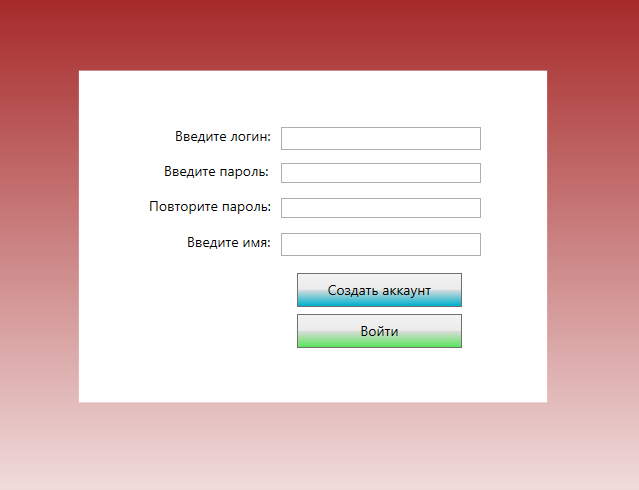 Введите логин:
Введите пароль:
Повторите пароль:
Введите имя:
Создать аккаунт
Войти